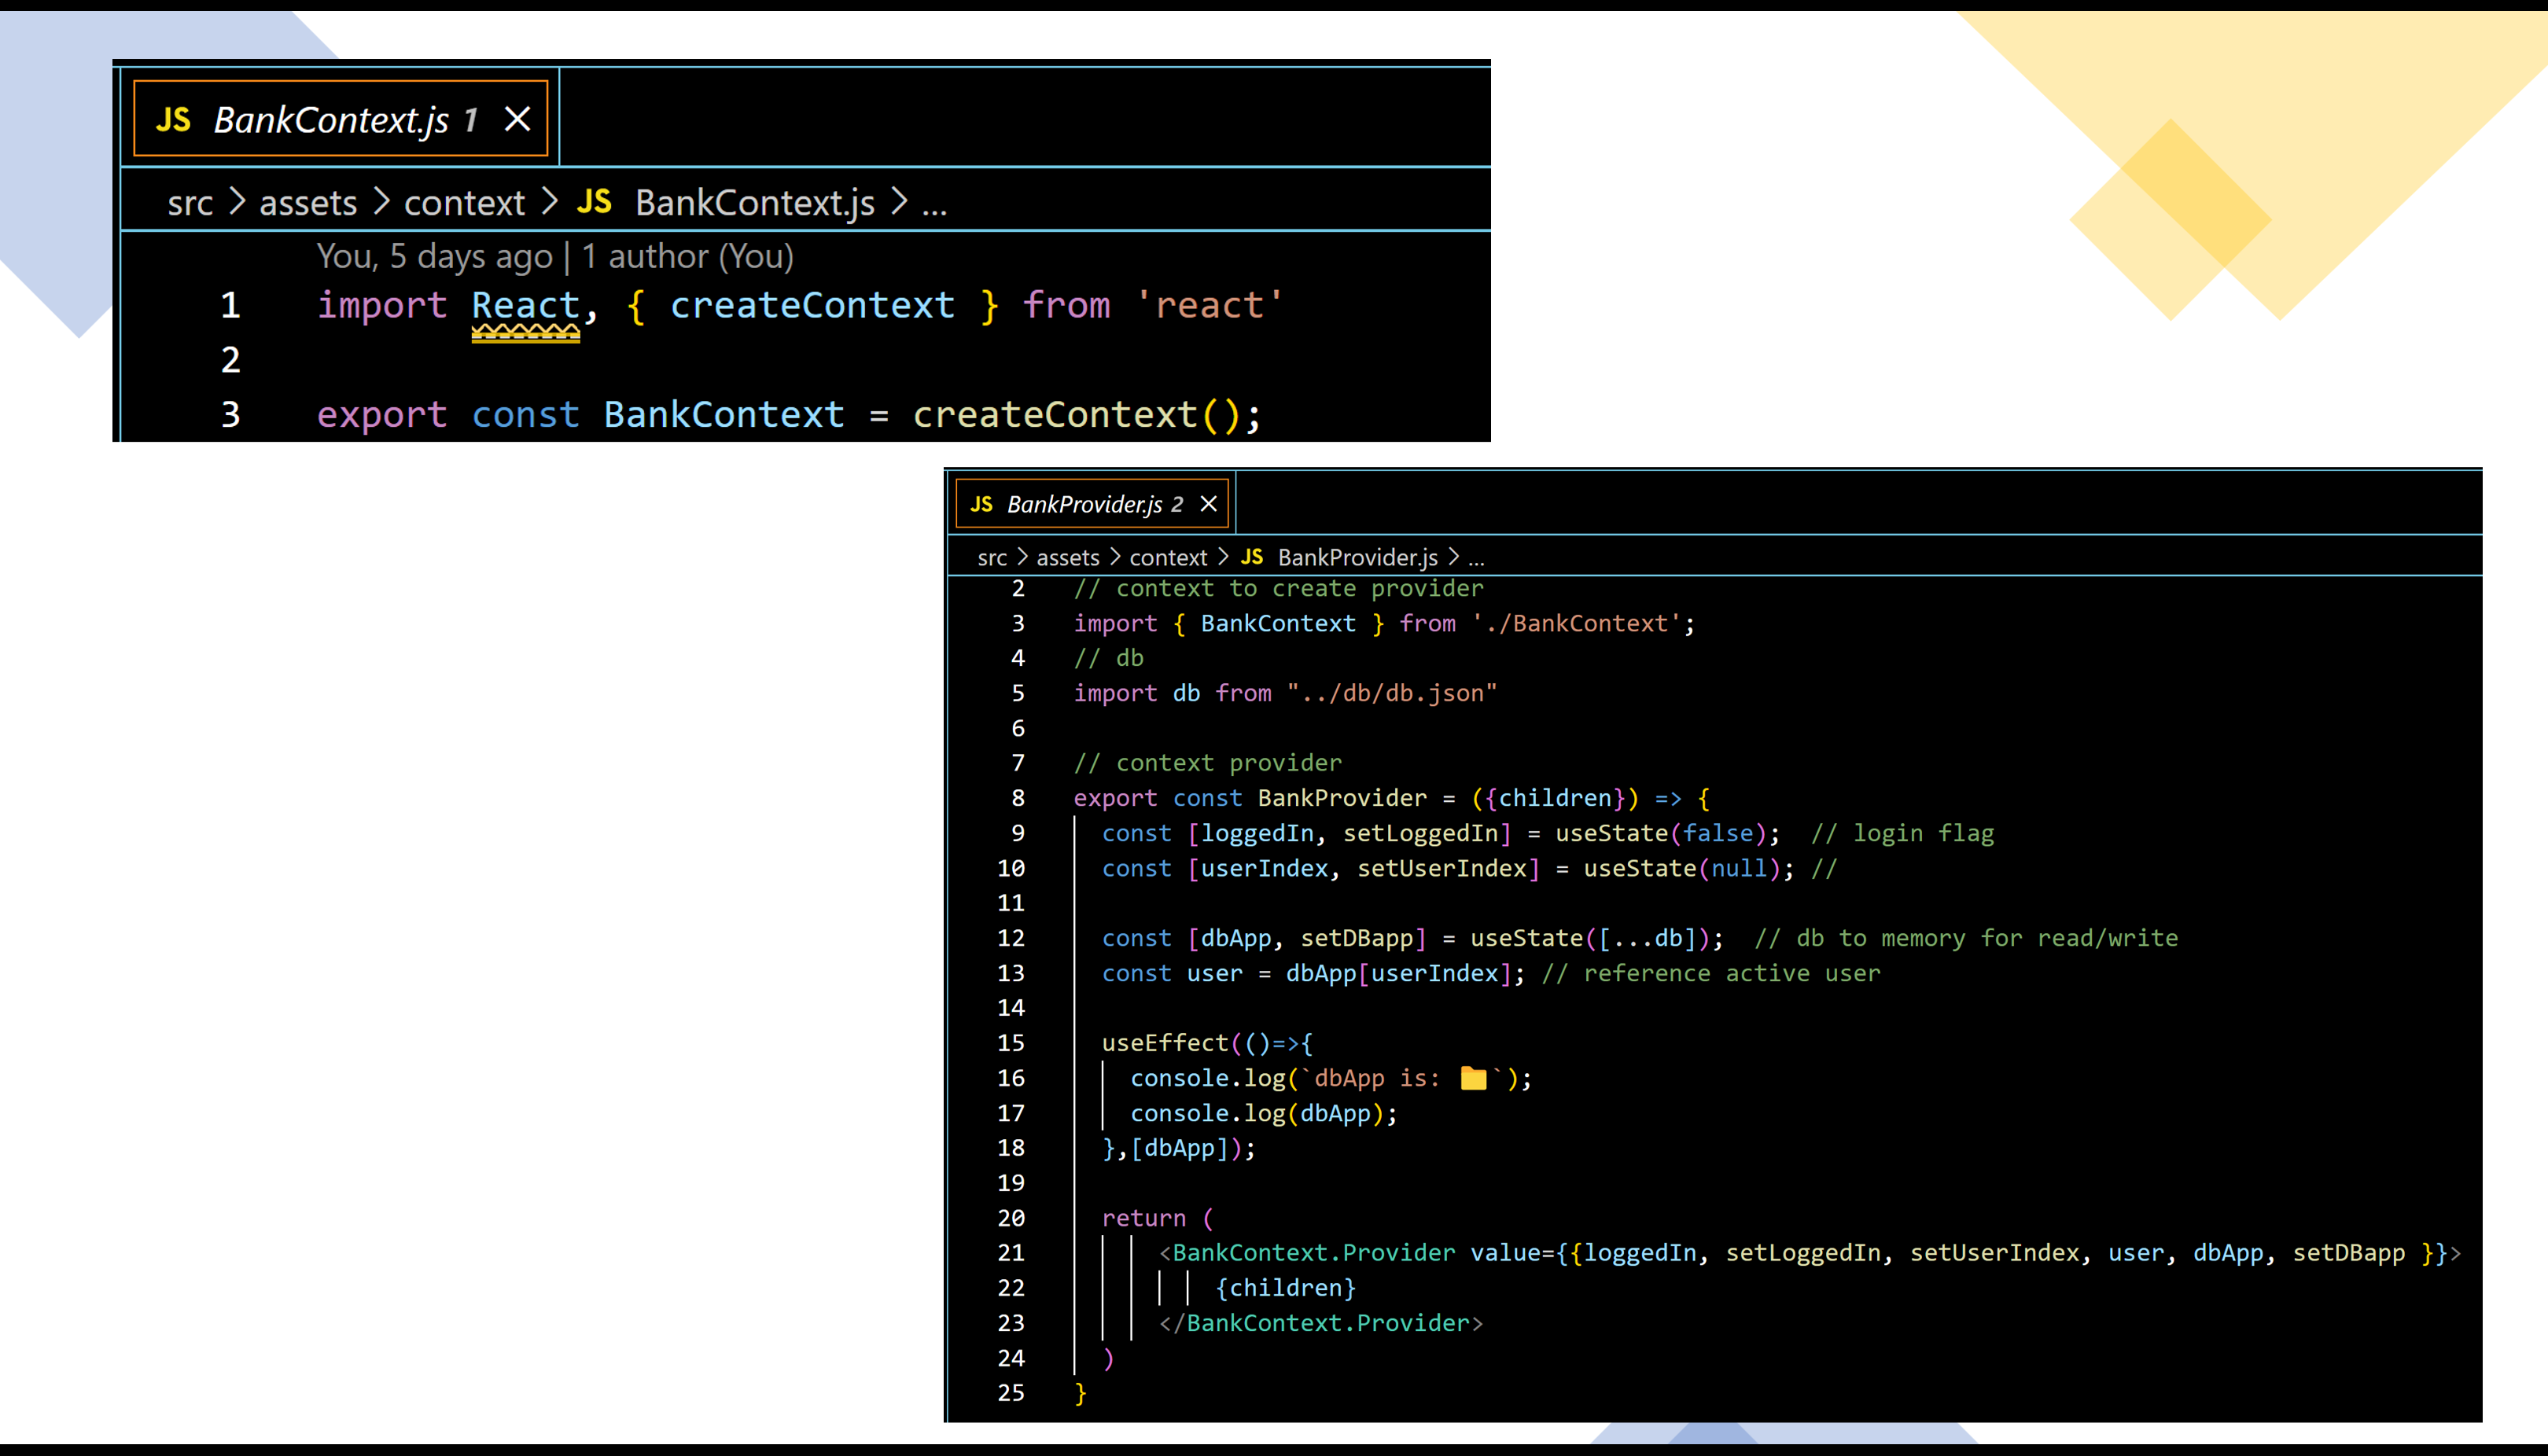 JS BankContext.js 1 ×
src > assets > context > JS BankContext.js > ...
You, 5 days ago | 1 author (You)
1 import React, { createContext } from 'react'
2
3 export const BankContext = createContext();
JS BankProvider.js 2 ×
src > assets > context > JS BankProvider.js > ...
2 // context to create provider
3 import { BankContext } from './BankContext';
4 // db
5 import db from "../db/db.json"
6
7 // context provider
8 export const BankProvider = ({children}) => {
9 const [loggedIn, setLoggedIn] = useState(false); // login flag
10 const [userIndex, setUserIndex] = useState(null); //
11
12 const [dbApp, setDBapp] = useState([...db]); // db to memory for read/write
13 const user = dbApp[userIndex]; // reference active user
14
15 useEffect(()=>{
16 console.log(`dbApp is: 📁`);
17 console.log(dbApp);
18 },[dbApp]);
19
20 return (
21 <BankContext.Provider value={{loggedIn, setLoggedIn, setUserIndex, user, dbApp, setDBapp }}>
22 {children}
23 </BankContext.Provider>
24 )
25 }